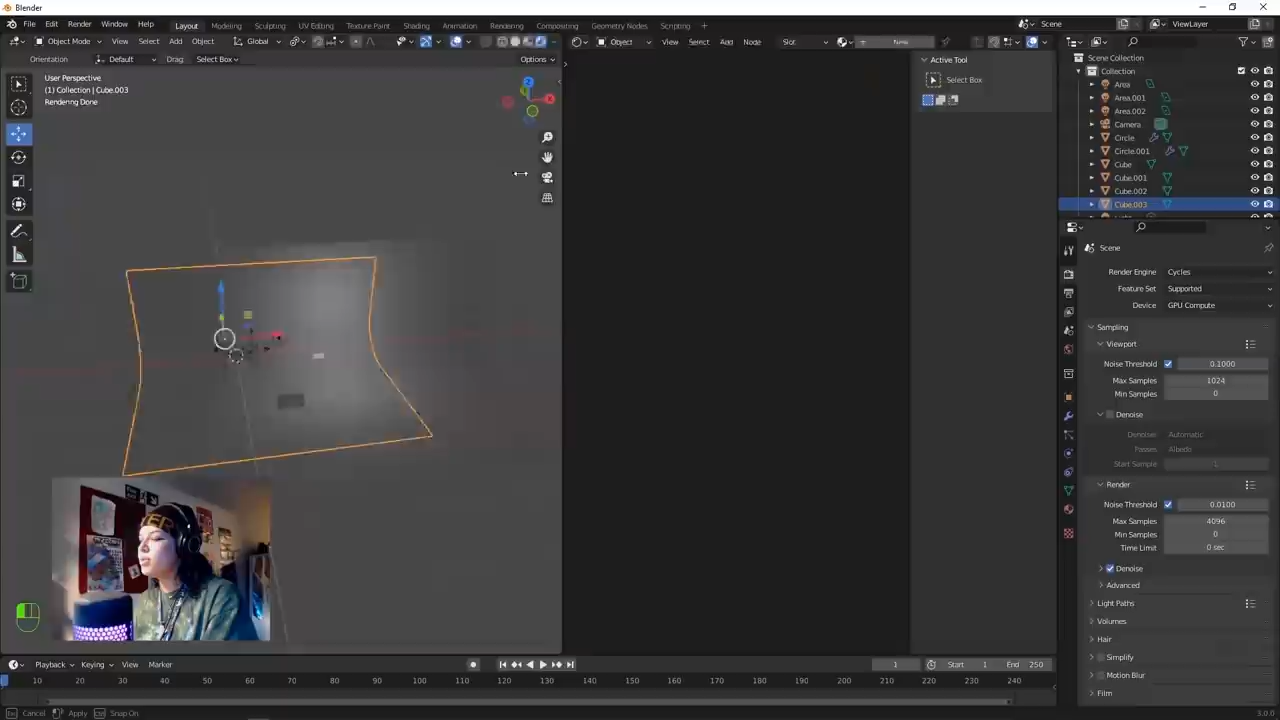 Blender
File Edit Render Window Help
Layout Modeling Sculpting UV Editing Texture Paint Shading Animation Rendering Compositing Geometry Nodes Scripting +
Scene
ViewLayer
Object Mode View Select Add Object
Global
Object View Select Add Node
Slot
New
Orientation Default Drag: Select Box
Options
User Perspective
(1) Collection | Cube.003
Rendering Done
Z
X
Active Tool
Select Box
Scene Collection
Collection
Area
Area.001
Area.002
Camera
Circle
Circle.001
Cube
Cube.001
Cube.002
Cube.003
Scene
Render Engine Cycles
Feature Set Supported
Device GPU Compute
Sampling
Viewport
Noise Threshold 0.1000
Max Samples 1024
Min Samples 0
Denoise
Denoiser Automatic
Passes Albedo
Start Sample 1
Render
Noise Threshold 0.0100
Max Samples 4096
Min Samples 0
Time Limit 0 sec
Denoise
Advanced
Light Paths
Volumes
Hair
Simplify
Motion Blur
Film
Playback Keying View Marker
1
Start 1
End 250
10 20 30 40 50 60 70 80 90 100 110 120 130 140 150 160 170 180 190 200 210 220 230 240
Cancel Apply Snap On
3.0.0